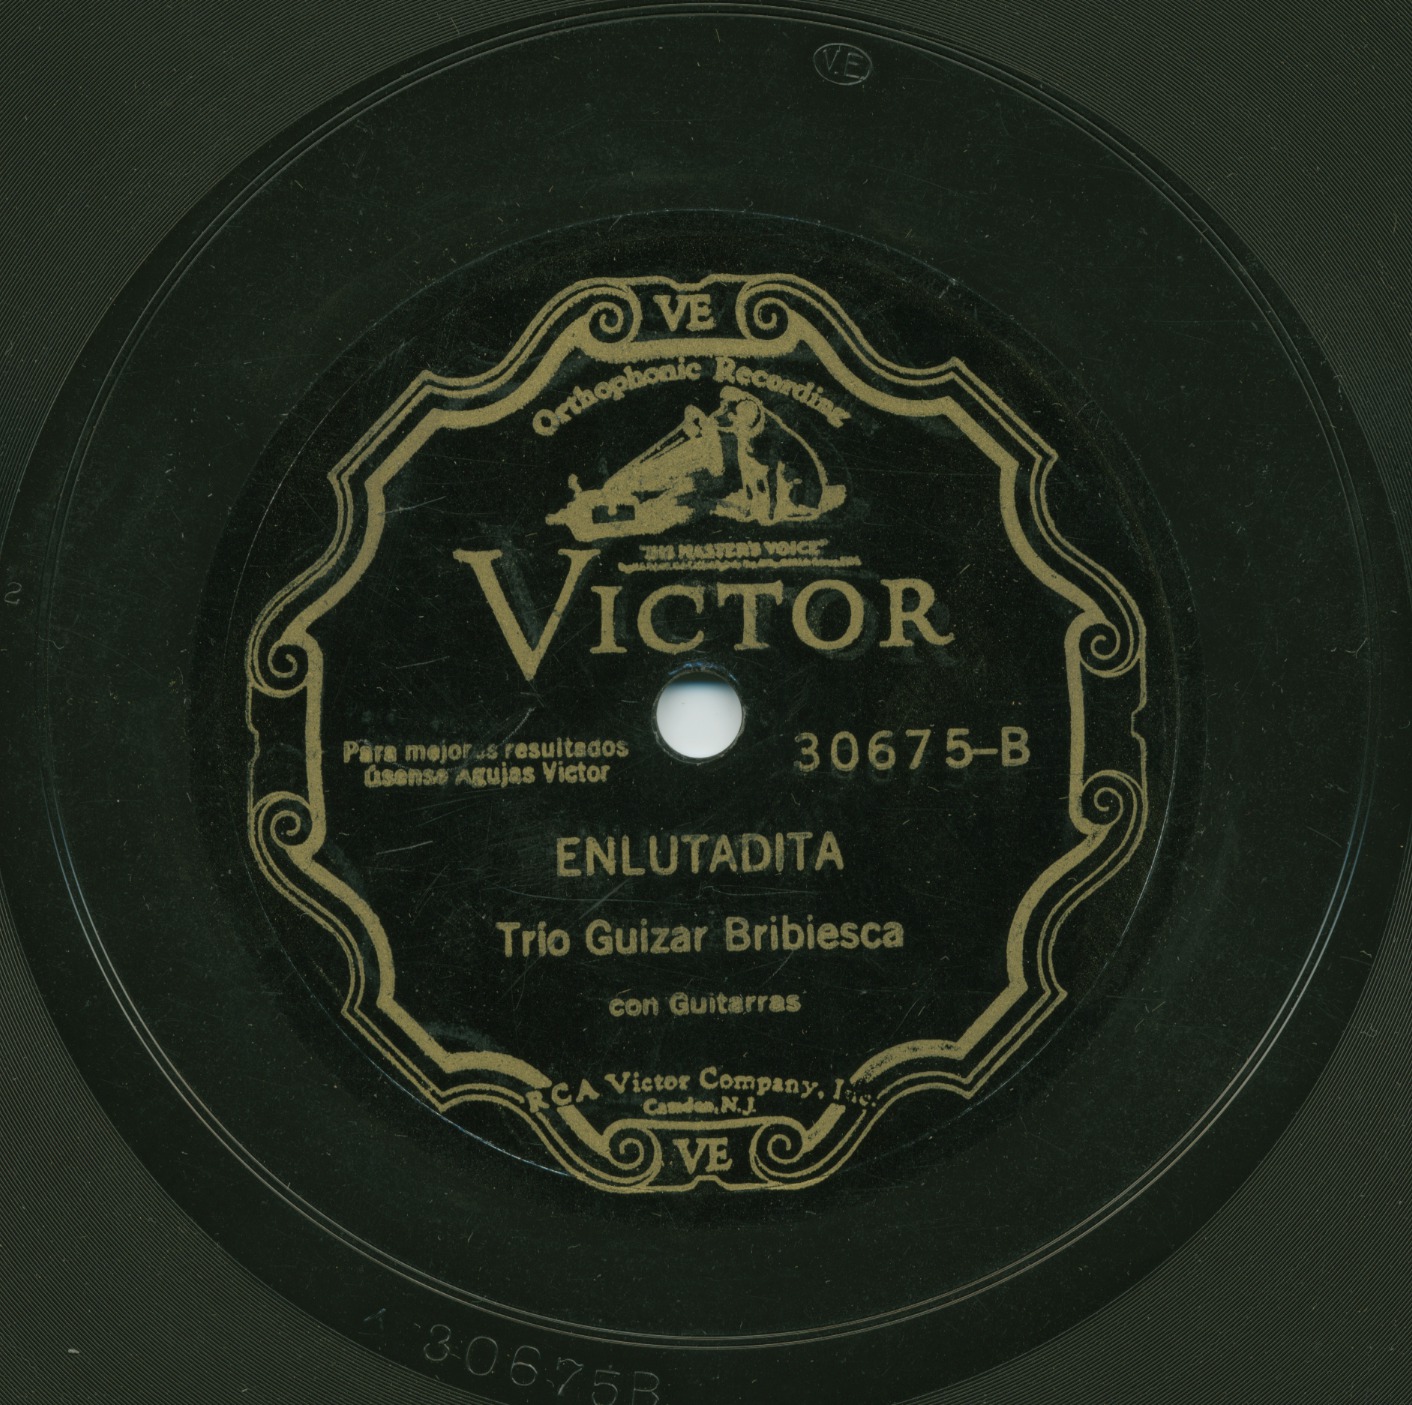 V.E.
VE
Orthophonic Recording
"HIS MASTER'S VOICE"
VICTOR
Para mejores resultados
Úsense Agujas Victor
30675-B
ENLUTADITA
Trio Guizar Bribiesca
con Guitarras
RCA Victor Company, Inc.
Camden, N.J.
VE
2
A 30675B